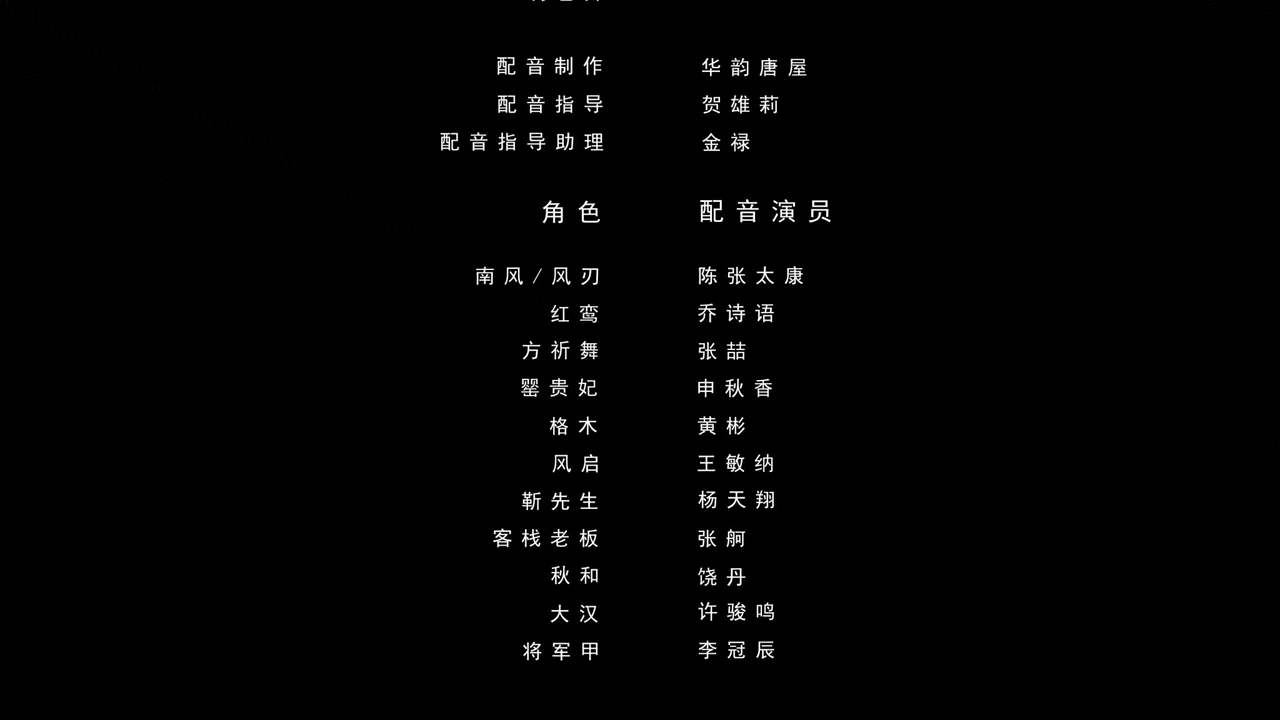 配音制作 华韵唐屋
配音指导 贺雄莉
配音指导助理 金禄
角色 配音演员
南风/风刃 陈张太康
红鸾 乔诗语
方祈舞 张喆
罂贵妃 申秋香
格木 黄彬
风启 王敏纳
靳先生 杨天翔
客栈老板 张舸
秋和 饶丹
大汉 许骏鸣
将军甲 李冠辰